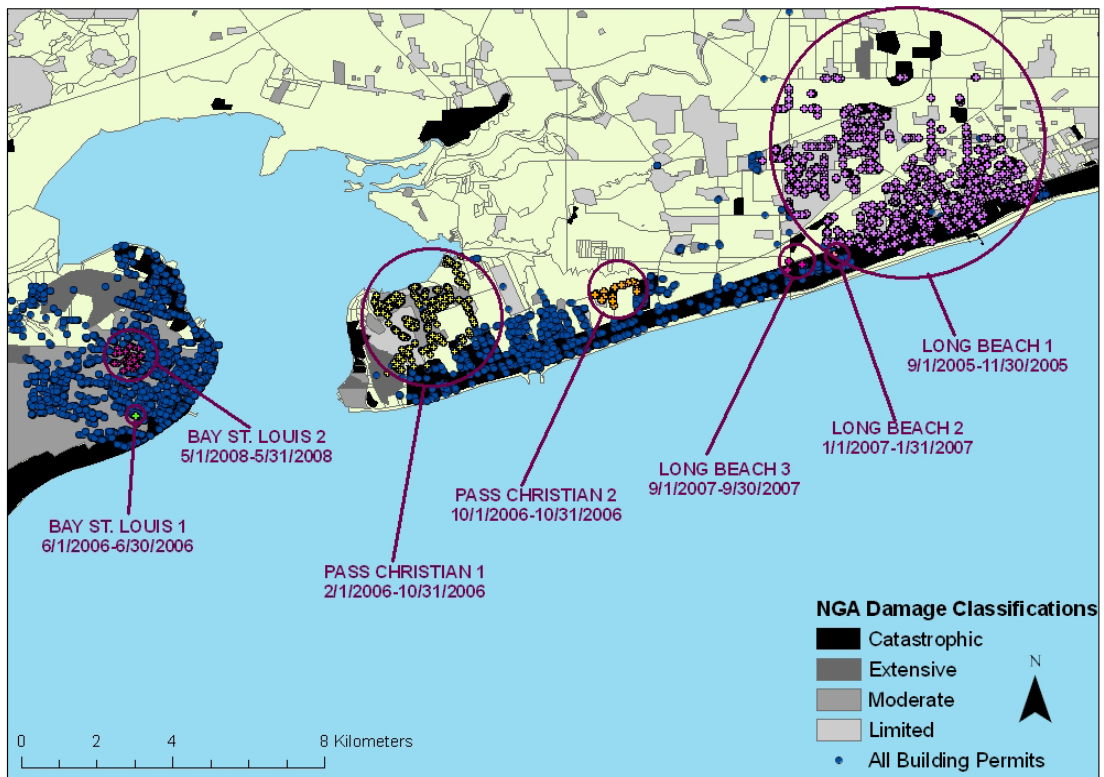 LONG BEACH 1
9/1/2005-11/30/2005
LONG BEACH 2
1/1/2007-1/31/2007
BAY ST. LOUIS 2
5/1/2008-5/31/2008
LONG BEACH 3
9/1/2007-9/30/2007
PASS CHRISTIAN 2
10/1/2006-10/31/2006
BAY ST. LOUIS 1
6/1/2006-6/30/2006
PASS CHRISTIAN 1
2/1/2006-10/31/2006
NGA Damage Classifications
Catastrophic
Extensive
Moderate
Limited
All Building Permits
N
0 2 4 8 Kilometers